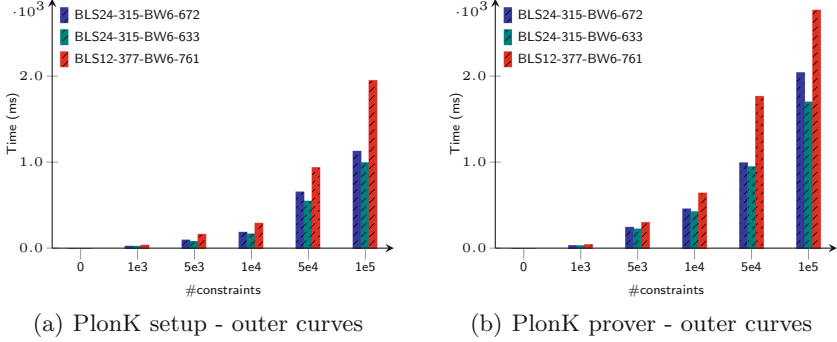 ·10³
BLS24-315-BW6-672
BLS24-315-BW6-633
BLS12-377-BW6-761
2.0
1.0
0.0
Time (ms)
0 1e3 5e3 1e4 5e4 1e5
#constraints
(a) PlonK setup - outer curves
·10³
BLS24-315-BW6-672
BLS24-315-BW6-633
BLS12-377-BW6-761
2.0
1.0
0.0
Time (ms)
0 1e3 5e3 1e4 5e4 1e5
#constraints
(b) PlonK prover - outer curves